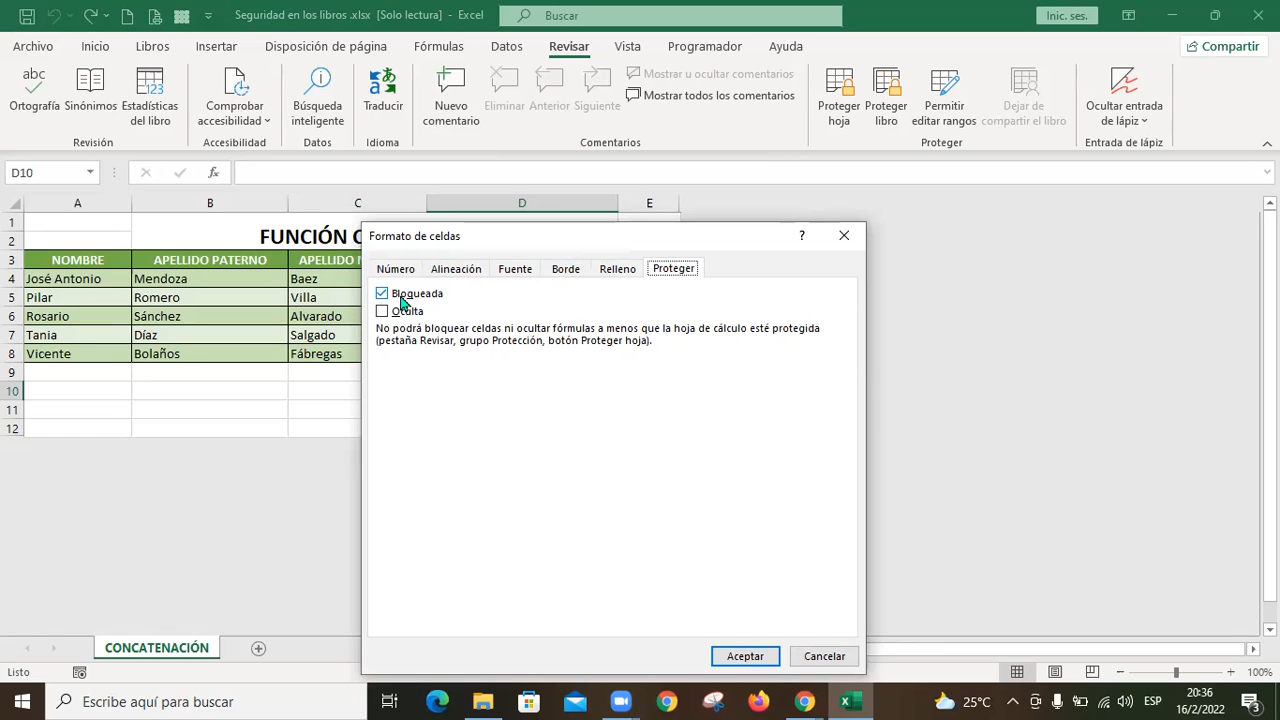 Seguridad en los libros .xlsx [Solo lectura] - Excel
Buscar
Inic. ses.
Archivo Inicio Libros Insertar Disposición de página Fórmulas Datos Revisar Vista Programador Ayuda
Compartir
abc
Ortografía Sinónimos Estadísticas del libro
Comprobar accesibilidad
Búsqueda inteligente
Traducir
Nuevo comentario
Eliminar Anterior Siguiente
Mostrar u ocultar comentarios
Mostrar todos los comentarios
Proteger hoja
Proteger libro
Permitir editar rangos
Dejar de compartir el libro
Ocultar entrada de lápiz
Revisión Accesibilidad Datos Idioma Comentarios Proteger Entrada de lápiz
D10 fx
A B C D E
1
2 FUNCIÓN C
3 NOMBRE APELLIDO PATERNO
4 José Antonio Mendoza Baez
5 Pilar Romero Villa
6 Rosario Sánchez Alvarado
7 Tania Díaz Salgado
8 Vicente Bolaños Fábregas
9
10
11
12
Formato de celdas
?
Número Alineación Fuente Borde Relleno Proteger
Bloqueada
Oculta
No podrá bloquear celdas ni ocultar fórmulas a menos que la hoja de cálculo esté protegida
(pestaña Revisar, grupo Protección, botón Proteger hoja).
Aceptar Cancelar
CONCATENACIÓN
Listo
100%
Escribe aquí para buscar
25°C
ESP
20:36
16/2/2022
3